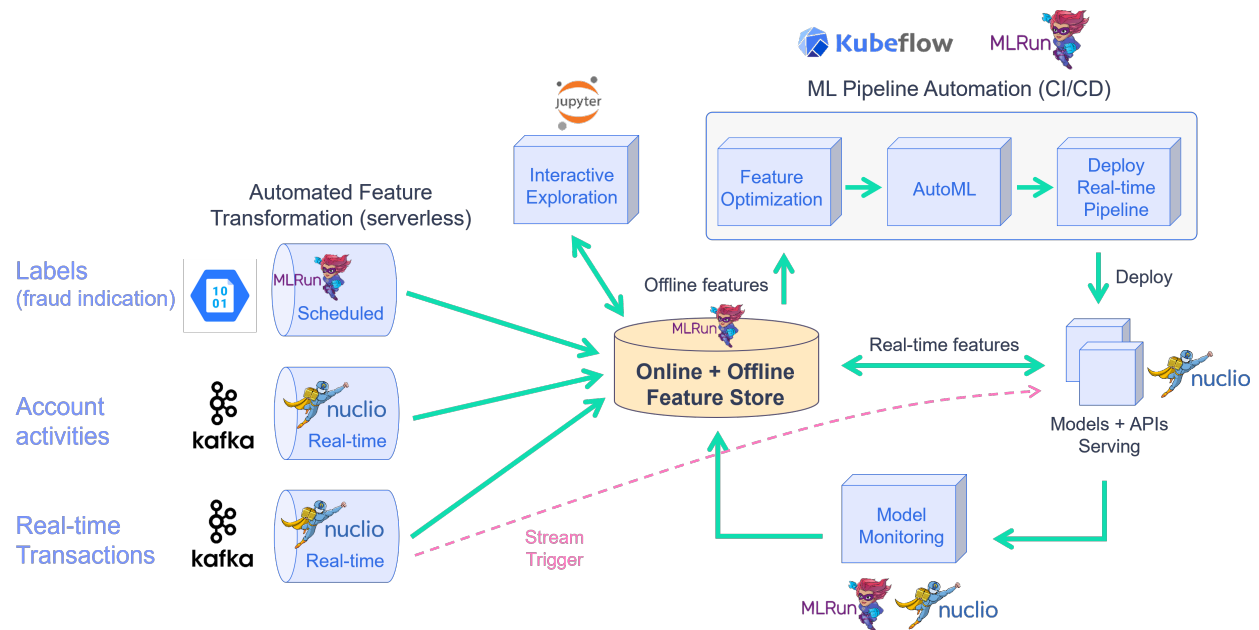 Kubeflow
MLRun
ML Pipeline Automation (CI/CD)
jupyter
Interactive
Exploration
Feature
Optimization
AutoML
Deploy
Real-time
Pipeline
Automated Feature
Transformation (serverless)
Labels
(fraud indication)
10
01
MLRun
Scheduled
Offline features
Deploy
MLRun
Online + Offline
Feature Store
Real-time features
nuclio
Models + APIs
Serving
Account
activities
kafka
nuclio
Real-time
Real-time
Transactions
kafka
nuclio
Real-time
Stream
Trigger
Model
Monitoring
MLRun
nuclio